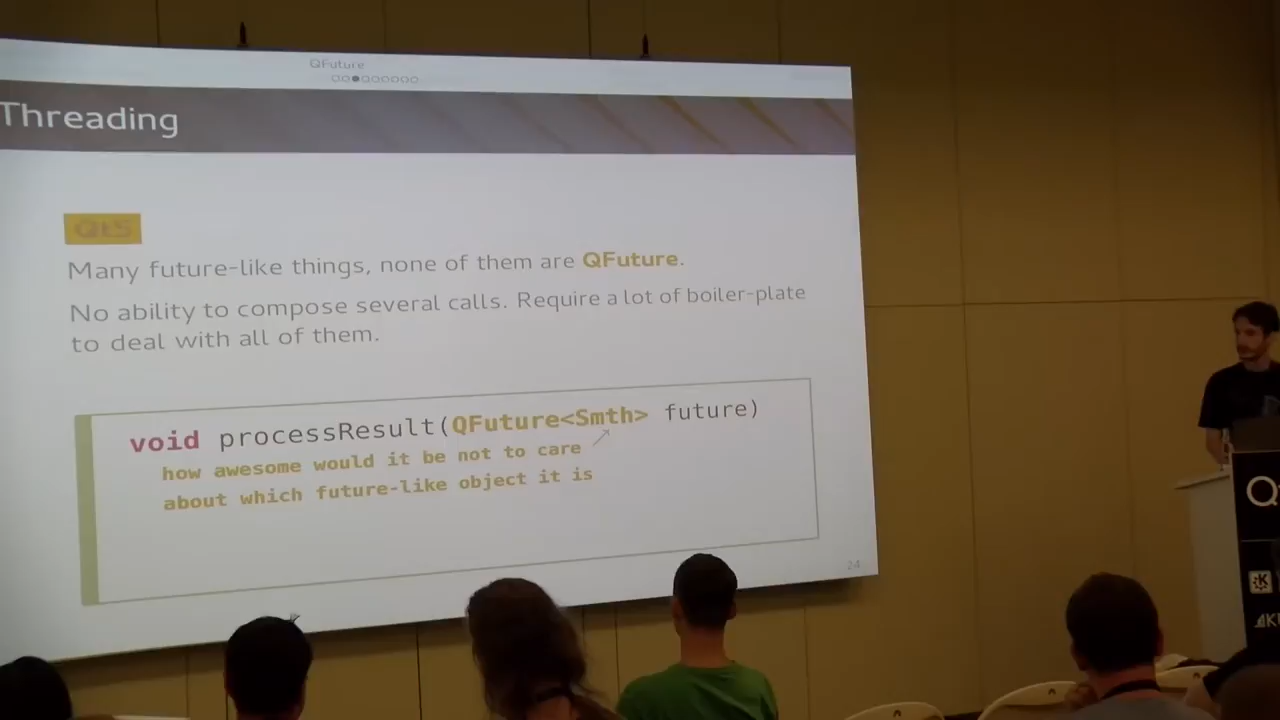 QFuture
Threading
Qt5
Many future-like things, none of them are QFuture.
No ability to compose several calls. Require a lot of boiler-plate
to deal with all of them.
void processResult(QFuture<Smth> future)
how awesome would it be not to care
about which future-like object it is
24